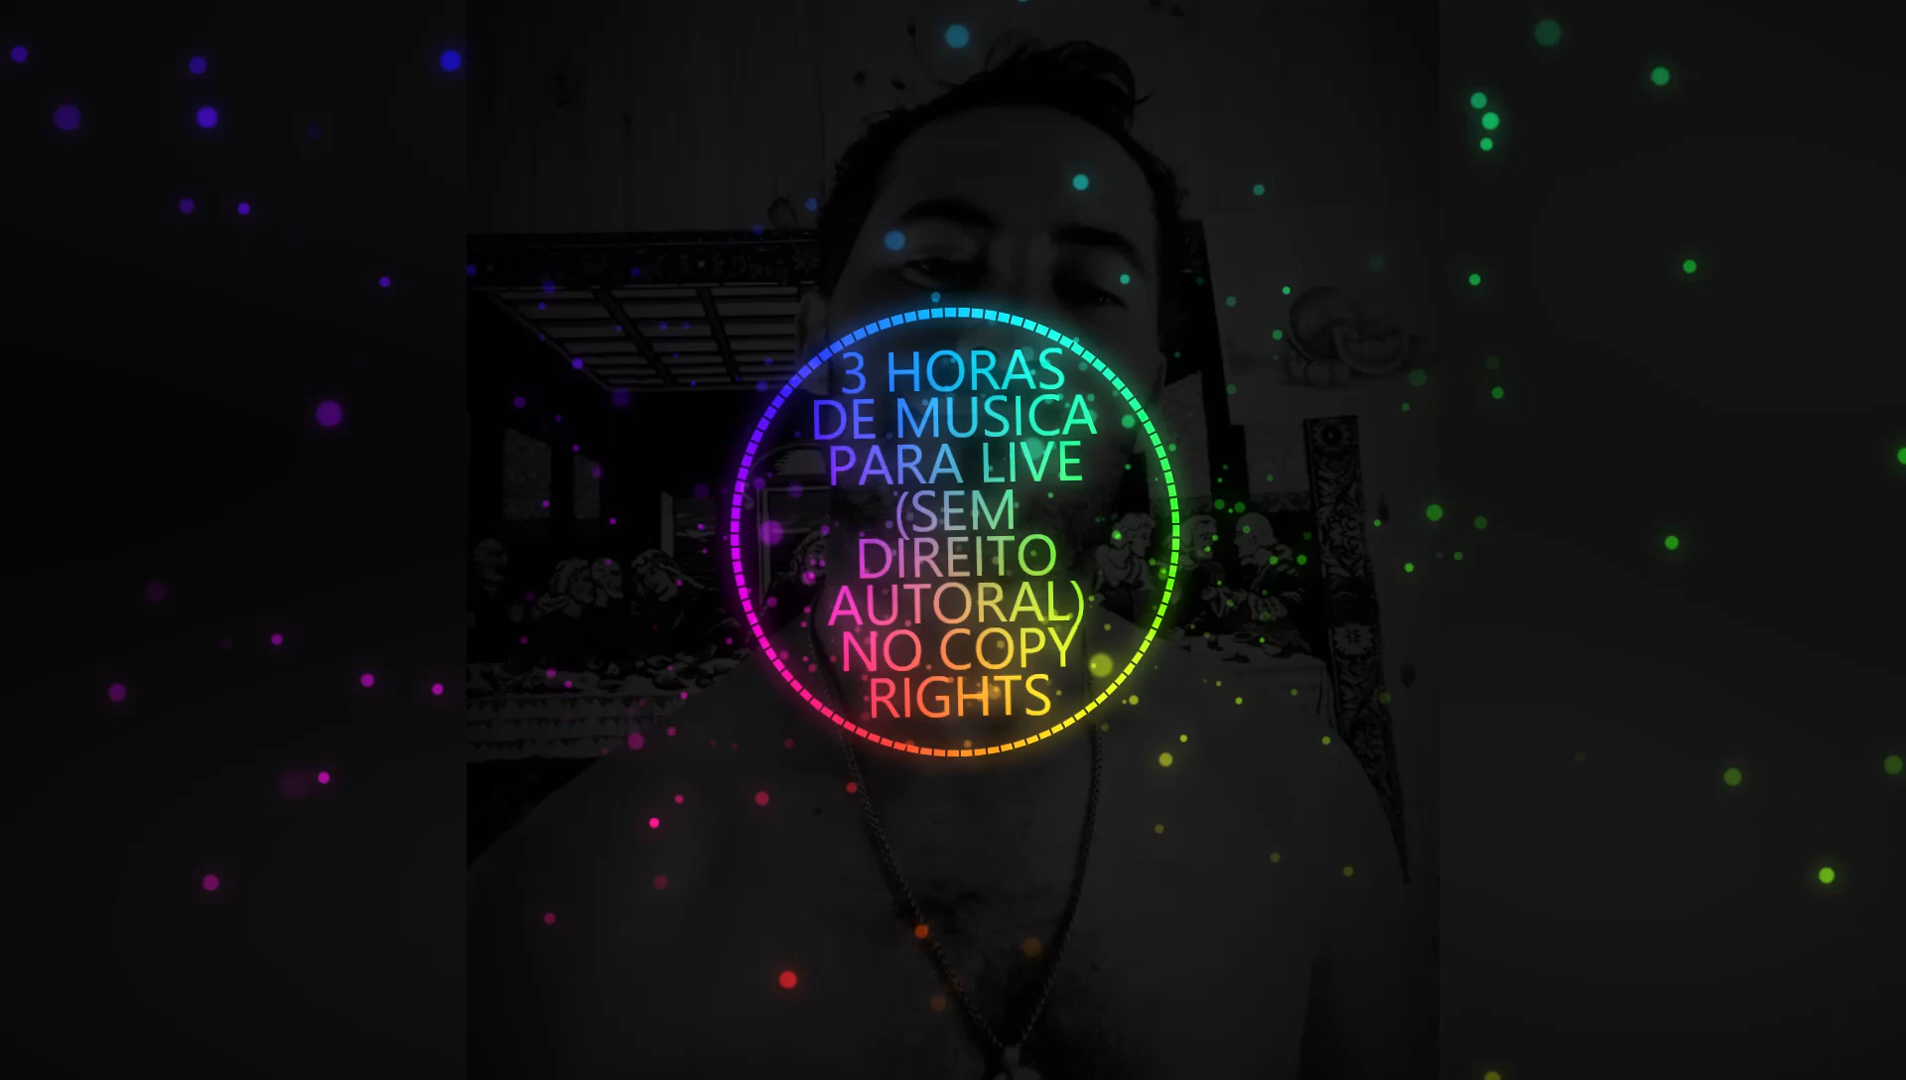 3 HORAS
DE MUSICA
PARA LIVE
(SEM
DIREITO
AUTORAL)
NO COPY
RIGHTS